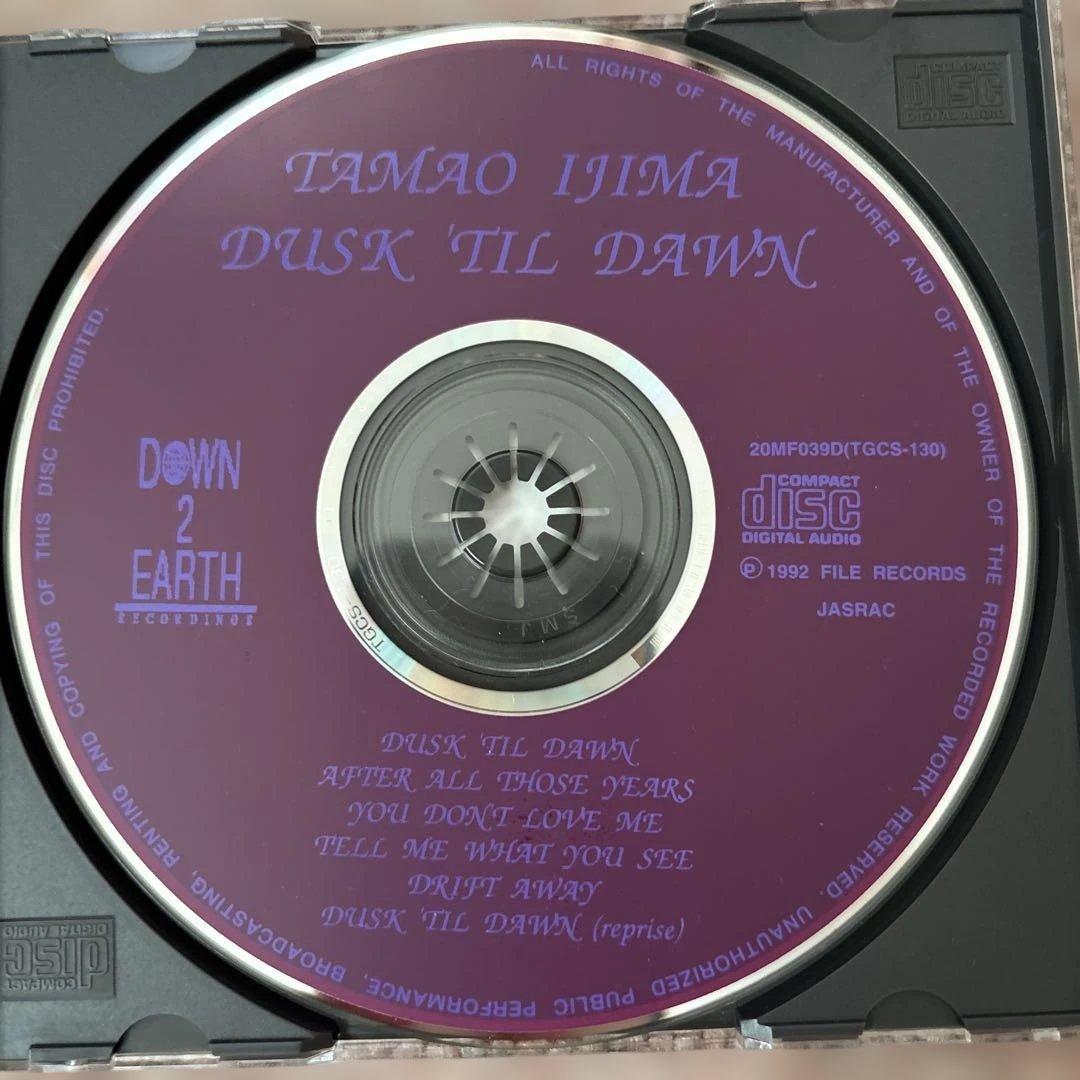 TAMAO IJIMA
DUSK 'TIL DAWN
DOWN
2
EARTH
RECORDINGS
20MF039D(TGCS-130)
COMPACT
disc
DIGITAL AUDIO
Ⓟ 1992 FILE RECORDS
JASRAC
DUSK 'TIL DAWN
AFTER ALL THOSE YEARS
YOU DON'T LOVE ME
TELL ME WHAT YOU SEE
DRIFT AWAY
DUSK 'TIL DAWN (reprise)
ALL RIGHTS OF THE MANUFACTURER AND OF THE OWNER OF THE RECORDED WORK RESERVED. UNAUTHORIZED PUBLIC PERFORMANCE, BROADCASTING, RENTING AND COPYING OF THIS DISC PROHIBITED.
TGCS
SMJ
COMPACT
disc
DIGITAL AUDIO
COMPACT
disc
DIGITAL AUDIO